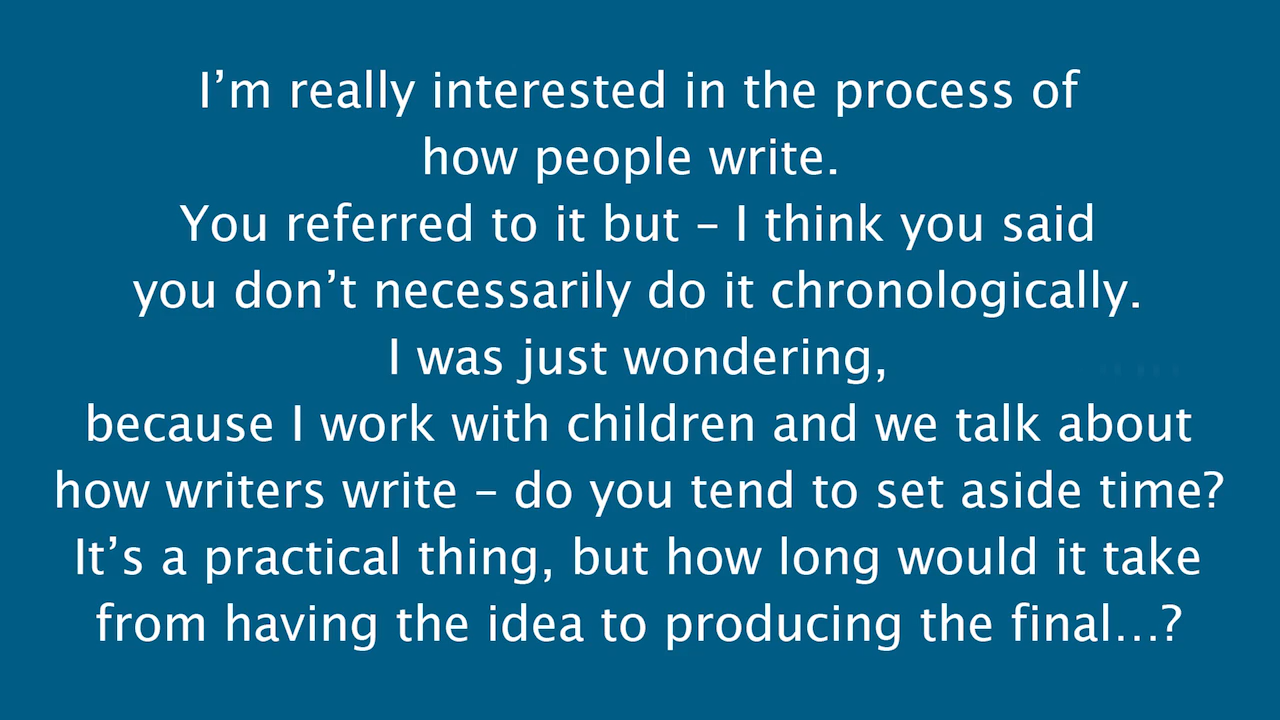 I’m really interested in the process of
how people write.
You referred to it but – I think you said
you don’t necessarily do it chronologically.
I was just wondering,
because I work with children and we talk about
how writers write – do you tend to set aside time?
It’s a practical thing, but how long would it take
from having the idea to producing the final…?